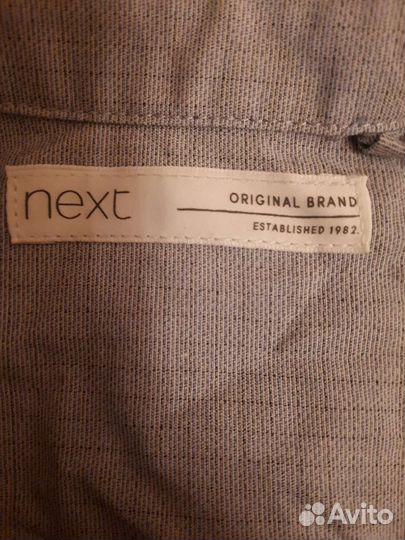 next
ORIGINAL BRAND
ESTABLISHED 1982.
Avito